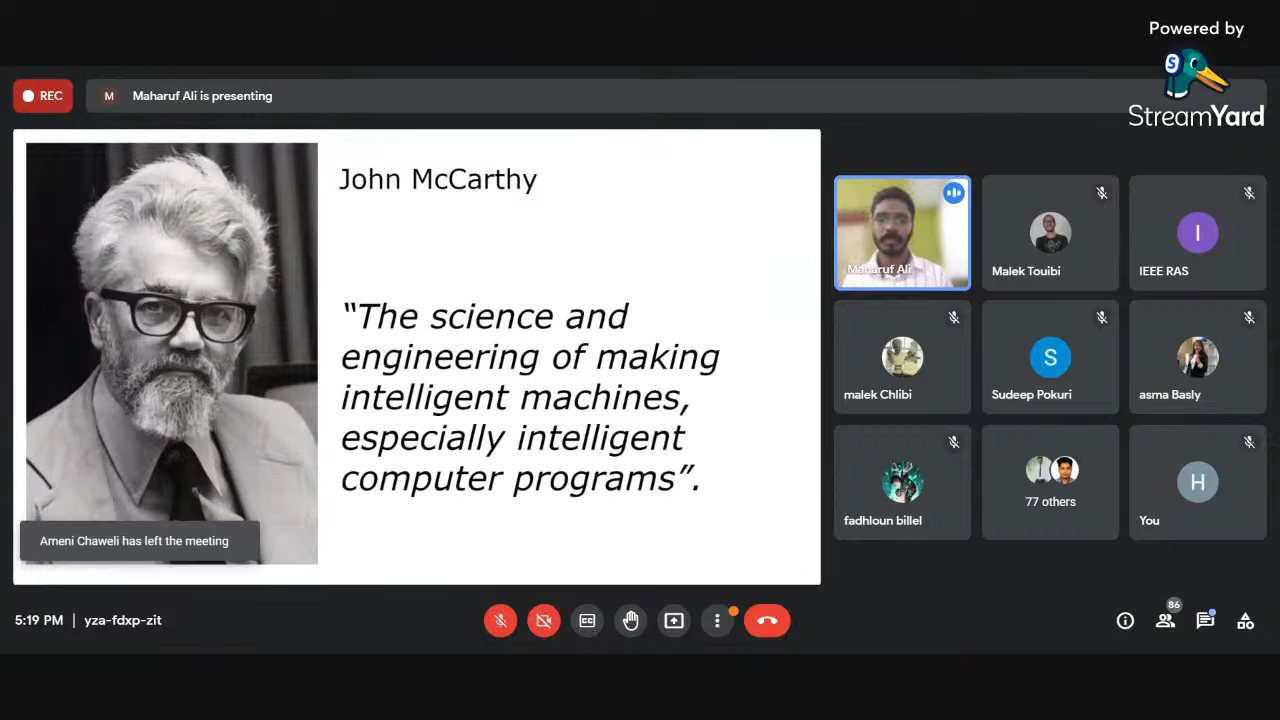 Powered by
StreamYard
REC
M Maharuf Ali is presenting
John McCarthy
“The science and
engineering of making
intelligent machines,
especially intelligent
computer programs”.
Ameni Chaweli has left the meeting
Maharuf Ali
Malek Touibi
I
IEEE RAS
malek Chlibi
S
Sudeep Pokuri
asma Basly
fadhloun billel
77 others
H
You
5:19 PM | yza-fdxp-zit
CC
86